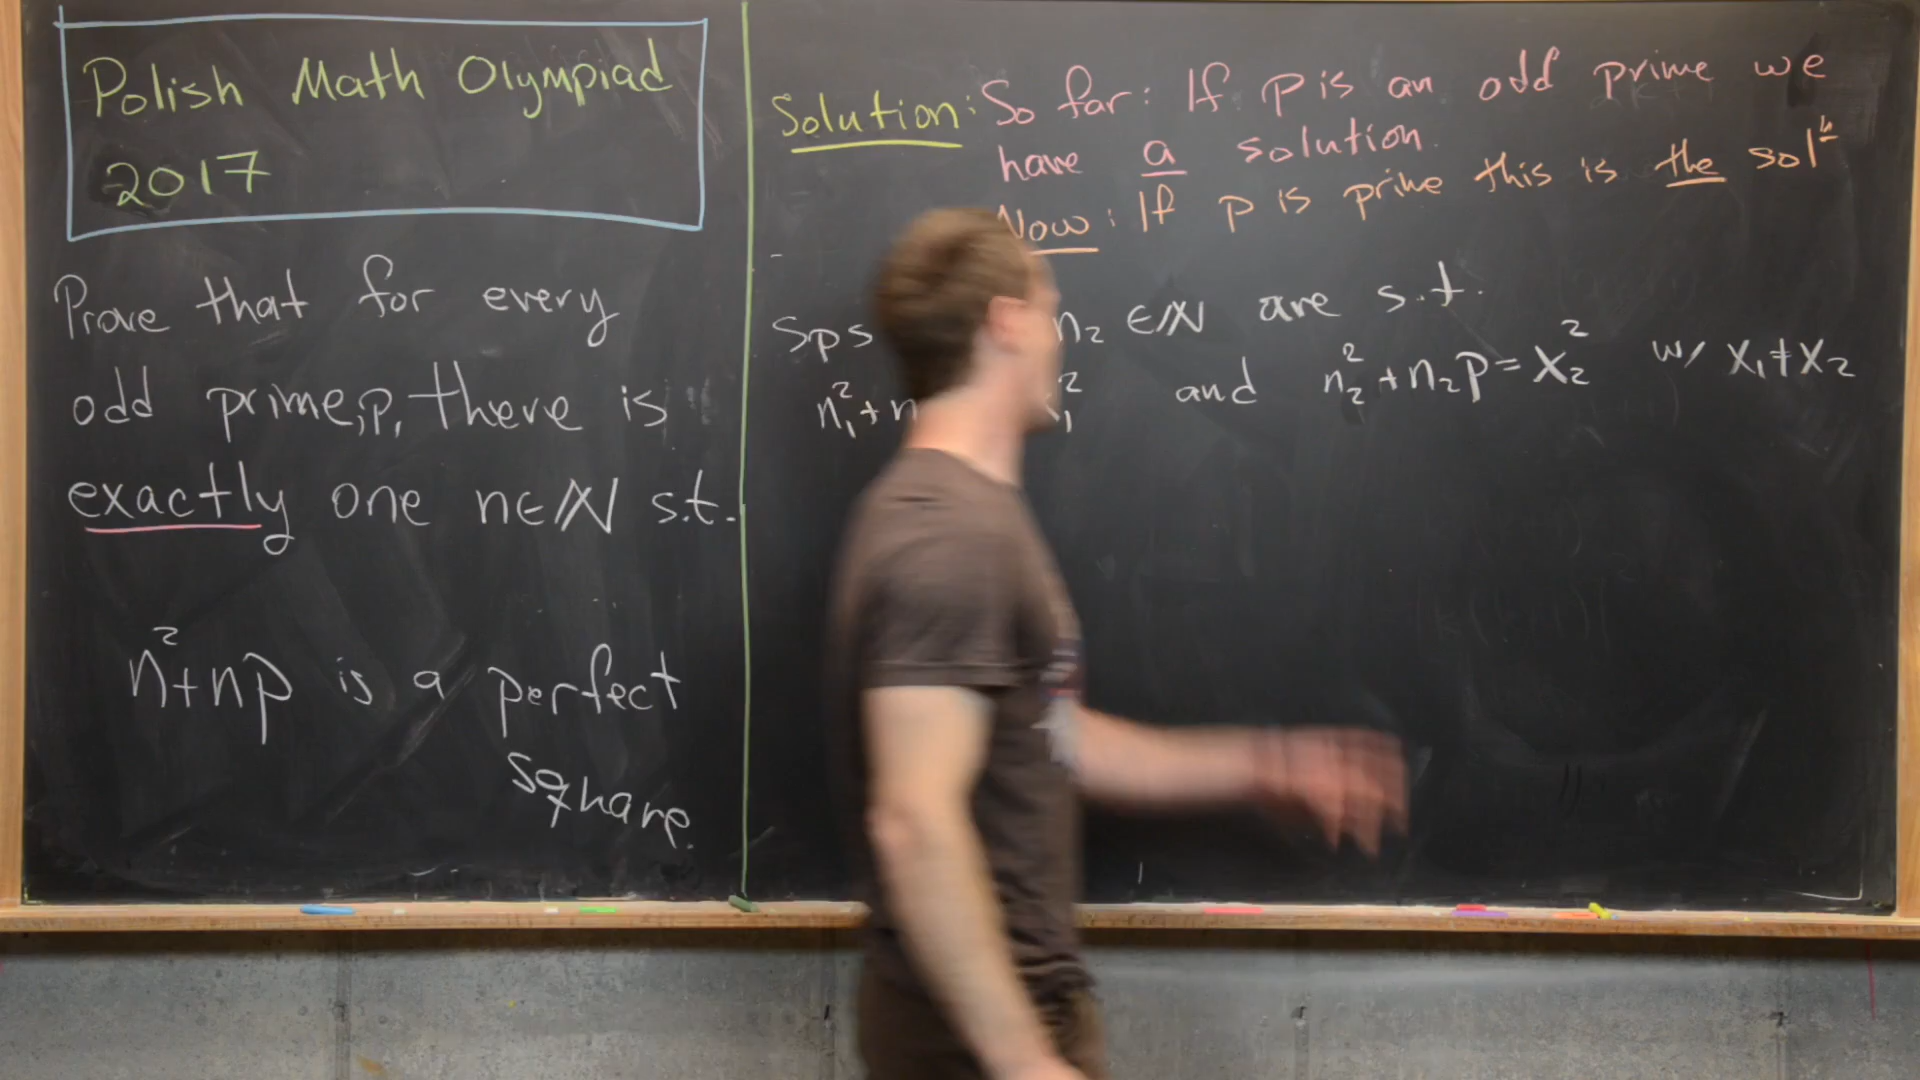 Polish Math Olympiad
2017
Prove that for every
odd prime, p, there is
exactly one n∈ℕ s.t.
n²+np is a perfect
square.
Solution: So far: If p is an odd prime we
have a solution.
Now: If p is prime this is the solⁿ
Sps n₂ ∈ℕ are s.t.
n₁²+n ₁² and n₂²+n₂p=x₂² w/ x₁≠x₂